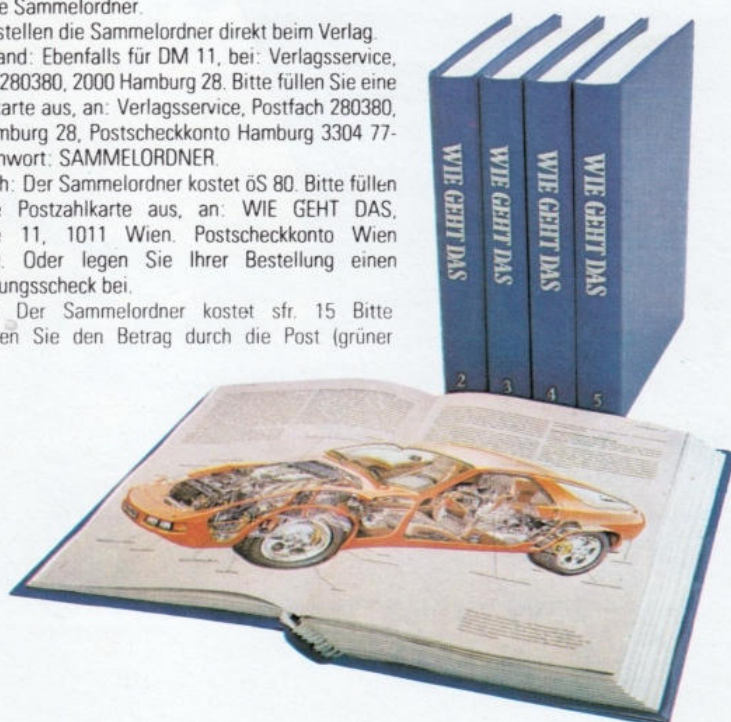 e Sammelordner.
stellen die Sammelordner direkt beim Verlag.
and: Ebenfalls für DM 11, bei: Verlagsservice,
280380, 2000 Hamburg 28. Bitte füllen Sie eine
arte aus, an: Verlagsservice, Postfach 280380,
mburg 28, Postscheckkonto Hamburg 3304 77-
nwort: SAMMELORDNER.
h: Der Sammelordner kostet öS 80. Bitte füllen
e Postzahlkarte aus, an: WIE GEHT DAS,
e 11, 1011 Wien. Postscheckkonto Wien
. Oder legen Sie Ihrer Bestellung einen
ungsscheck bei.
Der Sammelordner kostet sfr. 15 Bitte
en Sie den Betrag durch die Post (grüner
WIE GEHT DAS
2
WIE GEHT DAS
3
WIE GEHT DAS
4
WIE GEHT DAS
5